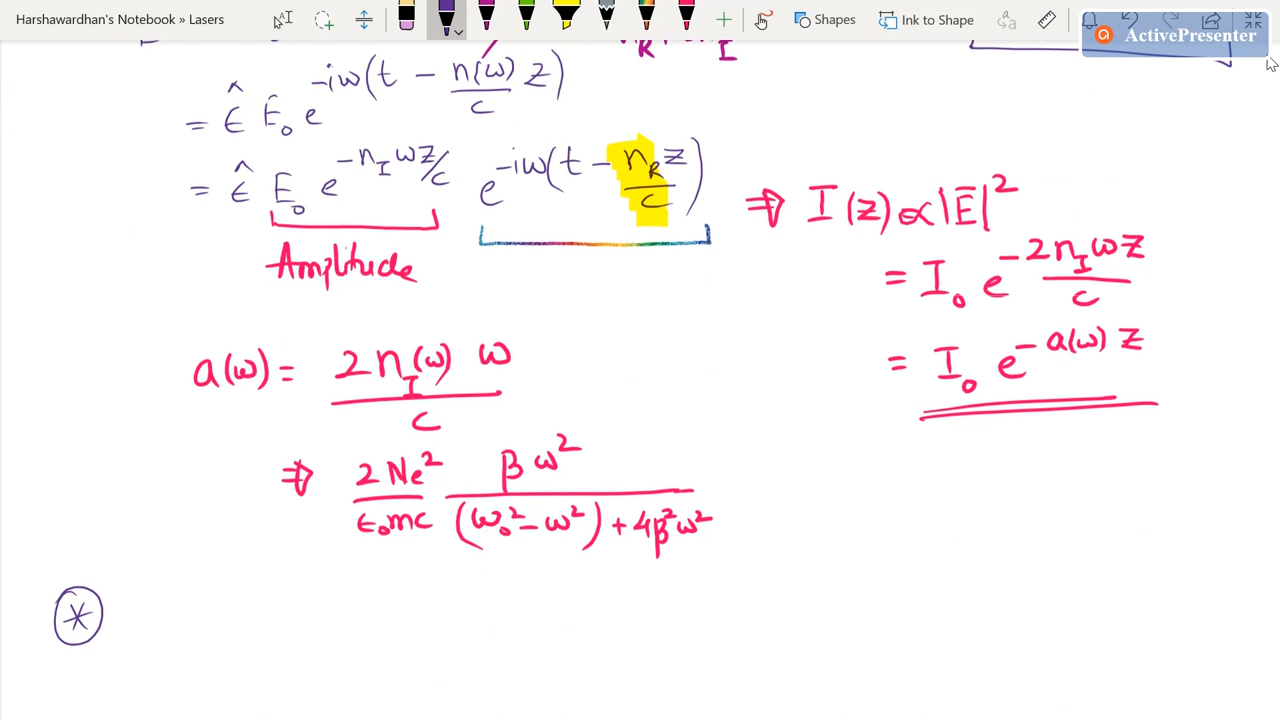 Harshawardhan's Notebook » Lasers
Shapes
Ink to Shape
ActivePresenter
= ε̂ E₀ e^{-iω(t - n(ω)/c z)}
= ε̂ E₀ e^{-n_I ωz/c} e^{-iω(t - n_R z/c)}
Amplitude
⇒ I(z) ∝ |E̅|²
= I₀ e^{-2n_I ωz/c}
= I₀ e^{-a(ω) z}
a(ω) = 2n_I(ω) ω / c
⇒ 2Ne²/ε₀mc βω²/((ω₀² - ω²) + 4β²ω²)
*